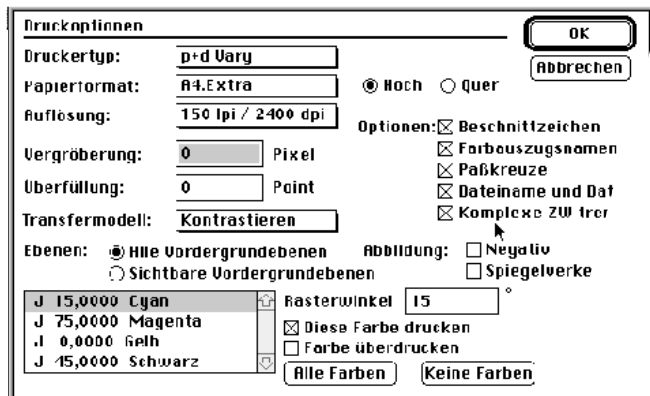 Druckoptionen
OK
Druckertyp: p+d Vary
Abbrechen
Papierformat: A4.Extra
Hoch Quer
Auflösung: 150 lpi / 2400 dpi
Optionen: Beschnittzeichen
Farbauszugsnamen
Paßkreuze
Dateiname und Dat
Komplexe ZW trer
Vergröberung: 0 Pixel
Überfüllung: 0 Point
Transfermodell: Kontrastieren
Ebenen: Alle Vordergrundebenen
Sichtbare Vordergrundebenen
Abbildung: Negativ
Spiegelverke
J 15,0000 Cyan
J 75,0000 Magenta
J 0,0000 Gelb
J 45,0000 Schwarz
Rasterwinkel 15 °
Diese Farbe drucken
Farbe überdrucken
Alle Farben Keine Farben